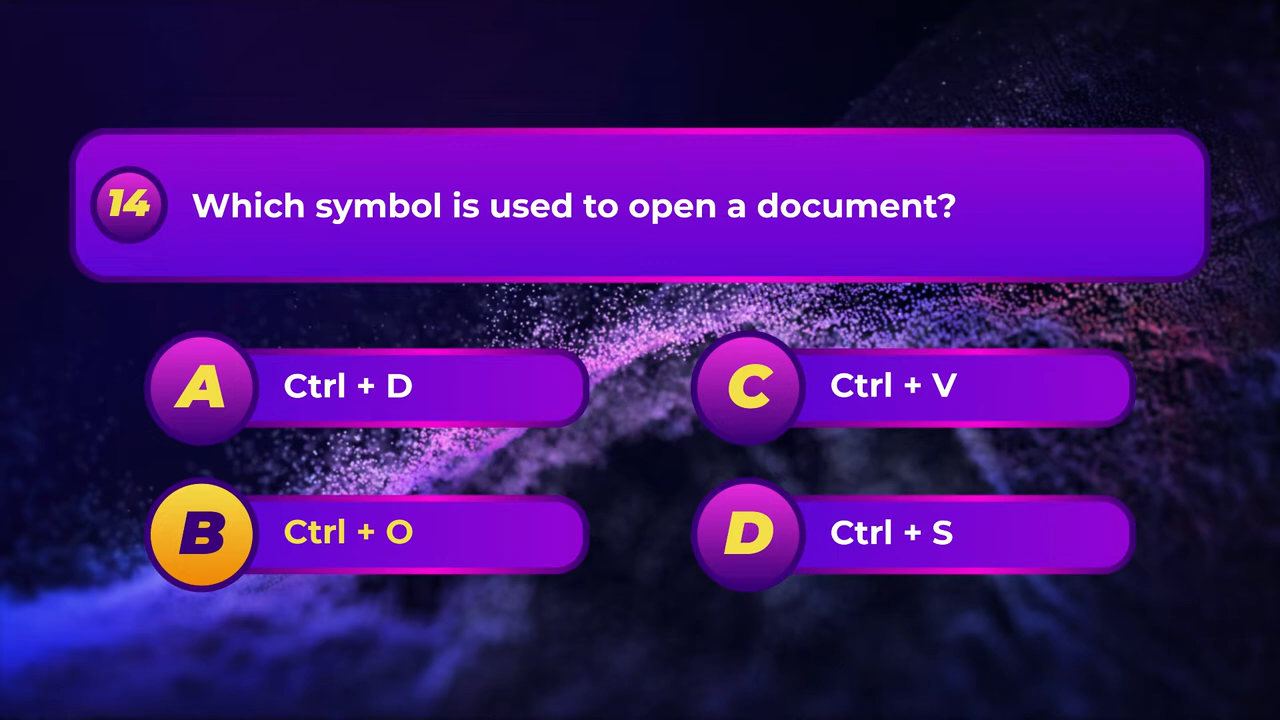 14
Which symbol is used to open a document?
A
Ctrl + D
B
Ctrl + O
C
Ctrl + V
D
Ctrl + S